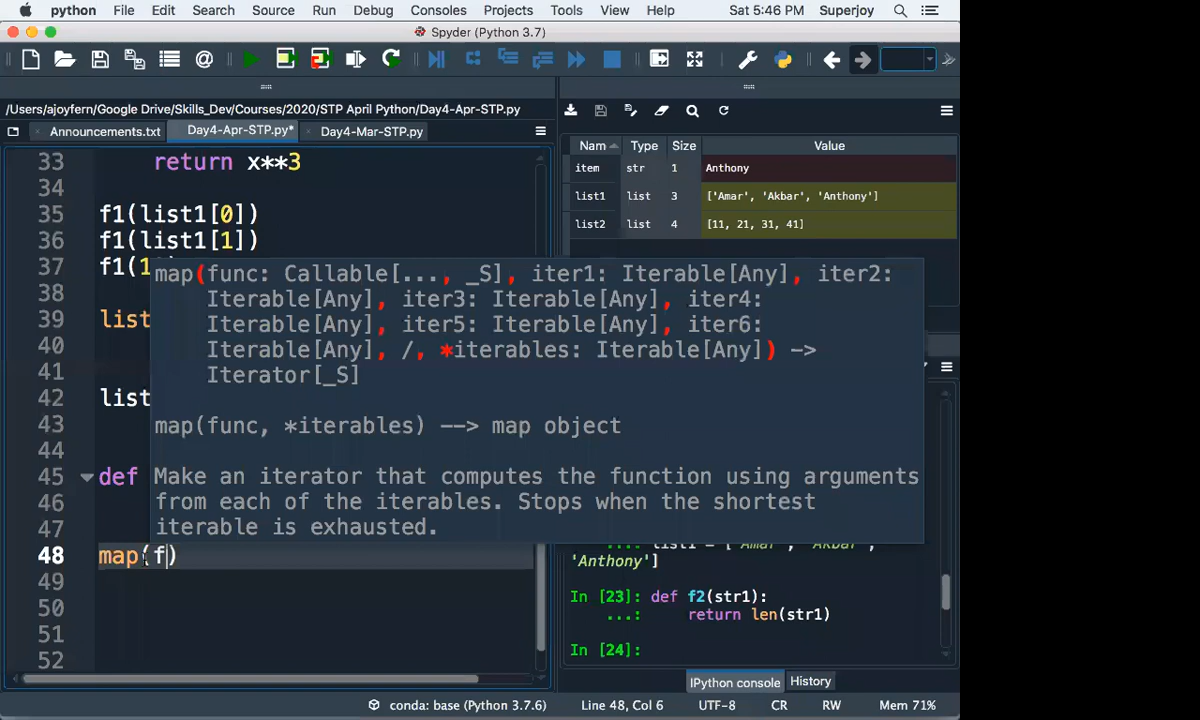 python File Edit Search Source Run Debug Consoles Projects Tools View Help Sat 5:46 PM Superjoy
Spyder (Python 3.7)
/Users/ajoyfern/Google Drive/Skills_Dev/Courses/2020/STP April Python/Day4-Apr-STP.py
Announcements.txt Day4-Apr-STP.py* Day4-Mar-STP.py
33 return x**3
34
35 f1(list1[0])
36 f1(list1[1])
37 f1(1
38
39 list
40
41
42 list
43
44
45 def
46
47
48 map(f)
49
50
51
52
map(func: Callable[..., _S], iter1: Iterable[Any], iter2:
Iterable[Any], iter3: Iterable[Any], iter4:
Iterable[Any], iter5: Iterable[Any], iter6:
Iterable[Any], /, *iterables: Iterable[Any]) ->
Iterator[_S]
map(func, *iterables) --> map object
Make an iterator that computes the function using arguments
from each of the iterables. Stops when the shortest
iterable is exhausted.
Nam Type Size Value
item str 1 Anthony
list1 list 3 ['Amar', 'Akbar', 'Anthony']
list2 list 4 [11, 21, 31, 41]
'Anthony']
In [23]: def f2(str1):
...: return len(str1)
In [24]:
IPython console History
conda: base (Python 3.7.6) Line 48, Col 6 UTF-8 CR RW Mem 71%